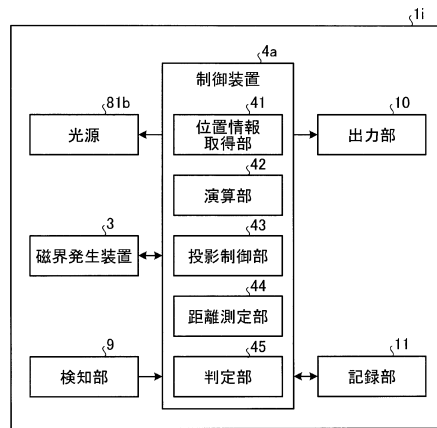 1i
4a
制御装置
81b
光源
41
位置情報
取得部
10
出力部
42
演算部
3
磁界発生装置
43
投影制御部
44
距離測定部
9
検知部
45
判定部
11
記録部